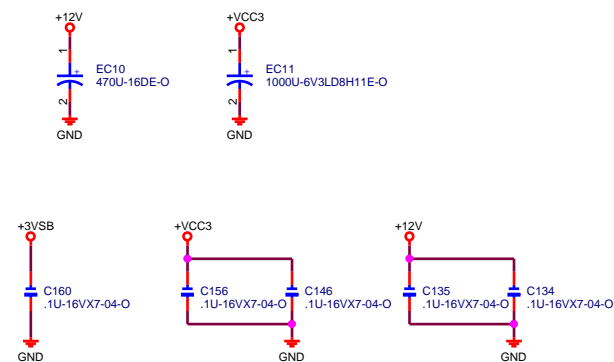 +12V
+VCC3
1
1
EC10
470U-16DE-O
EC11
1000U-6V3LD8H11E-O
2
2
GND
GND
+3VSB
+VCC3
+12V
C160
.1U-16VX7-04-O
C156
.1U-16VX7-04-O
C146
.1U-16VX7-04-O
C135
.1U-16VX7-04-O
C134
.1U-16VX7-04-O
GND
GND
GND